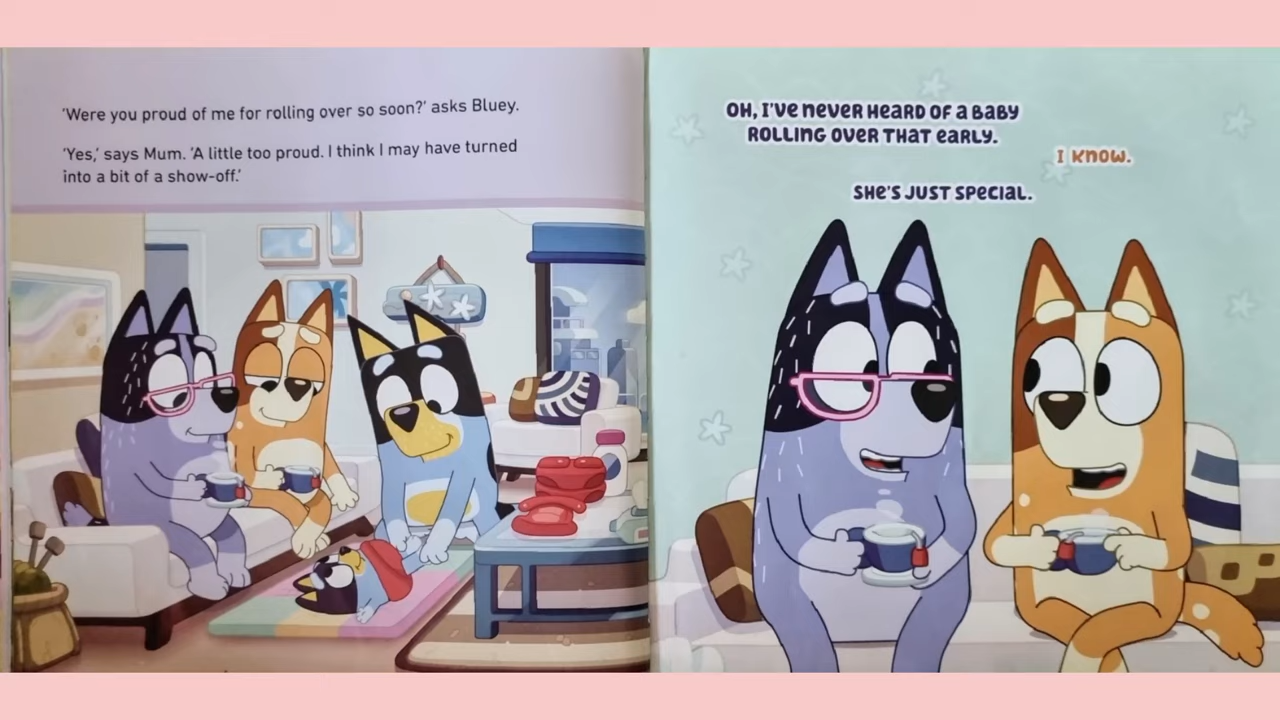 ‘Were you proud of me for rolling over so soon?’ asks Bluey.
‘Yes,’ says Mum. ‘A little too proud. I think I may have turned
into a bit of a show-off.’
OH, I'VE NEVER HEARD OF A BABY
ROLLING OVER THAT EARLY.
I KNOW.
SHE'S JUST SPECIAL.